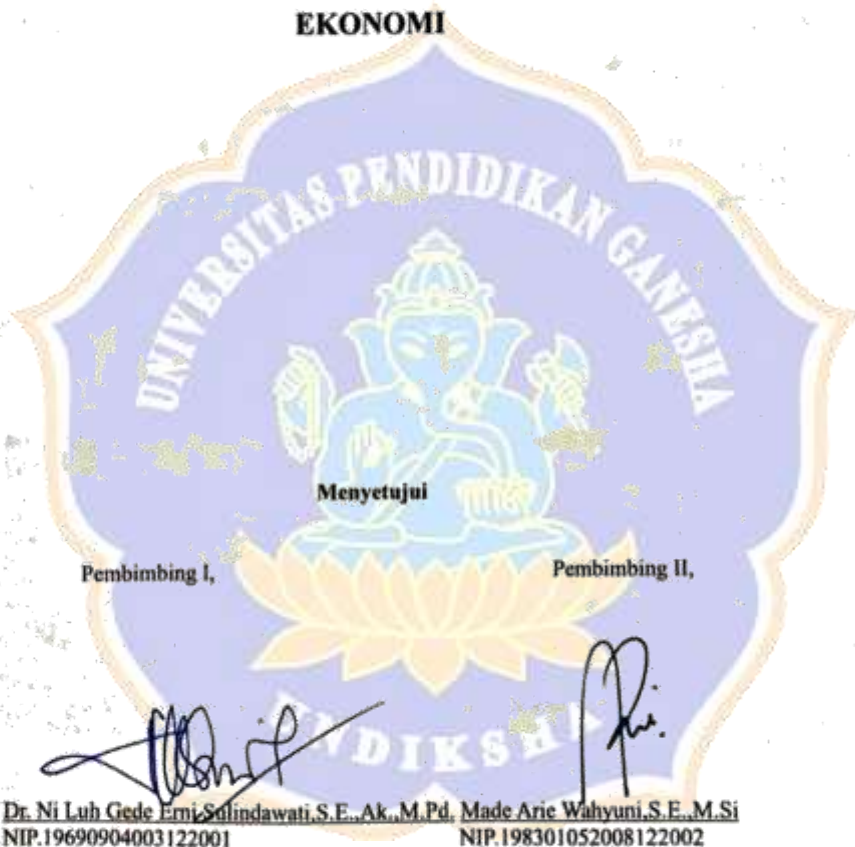 EKONOMI
UNIVERSITAS PENDIDIKAN GANESHA
Menyetujui
Pembimbing I,
Pembimbing II,
UNDIKSHA
Dr. Ni Luh Gede Erni Sulindawati,S.E.,Ak.,M.Pd.
Made Arie Wahyuni,S.E.,M.Si
NIP.196909904003122001
NIP.198301052008122002